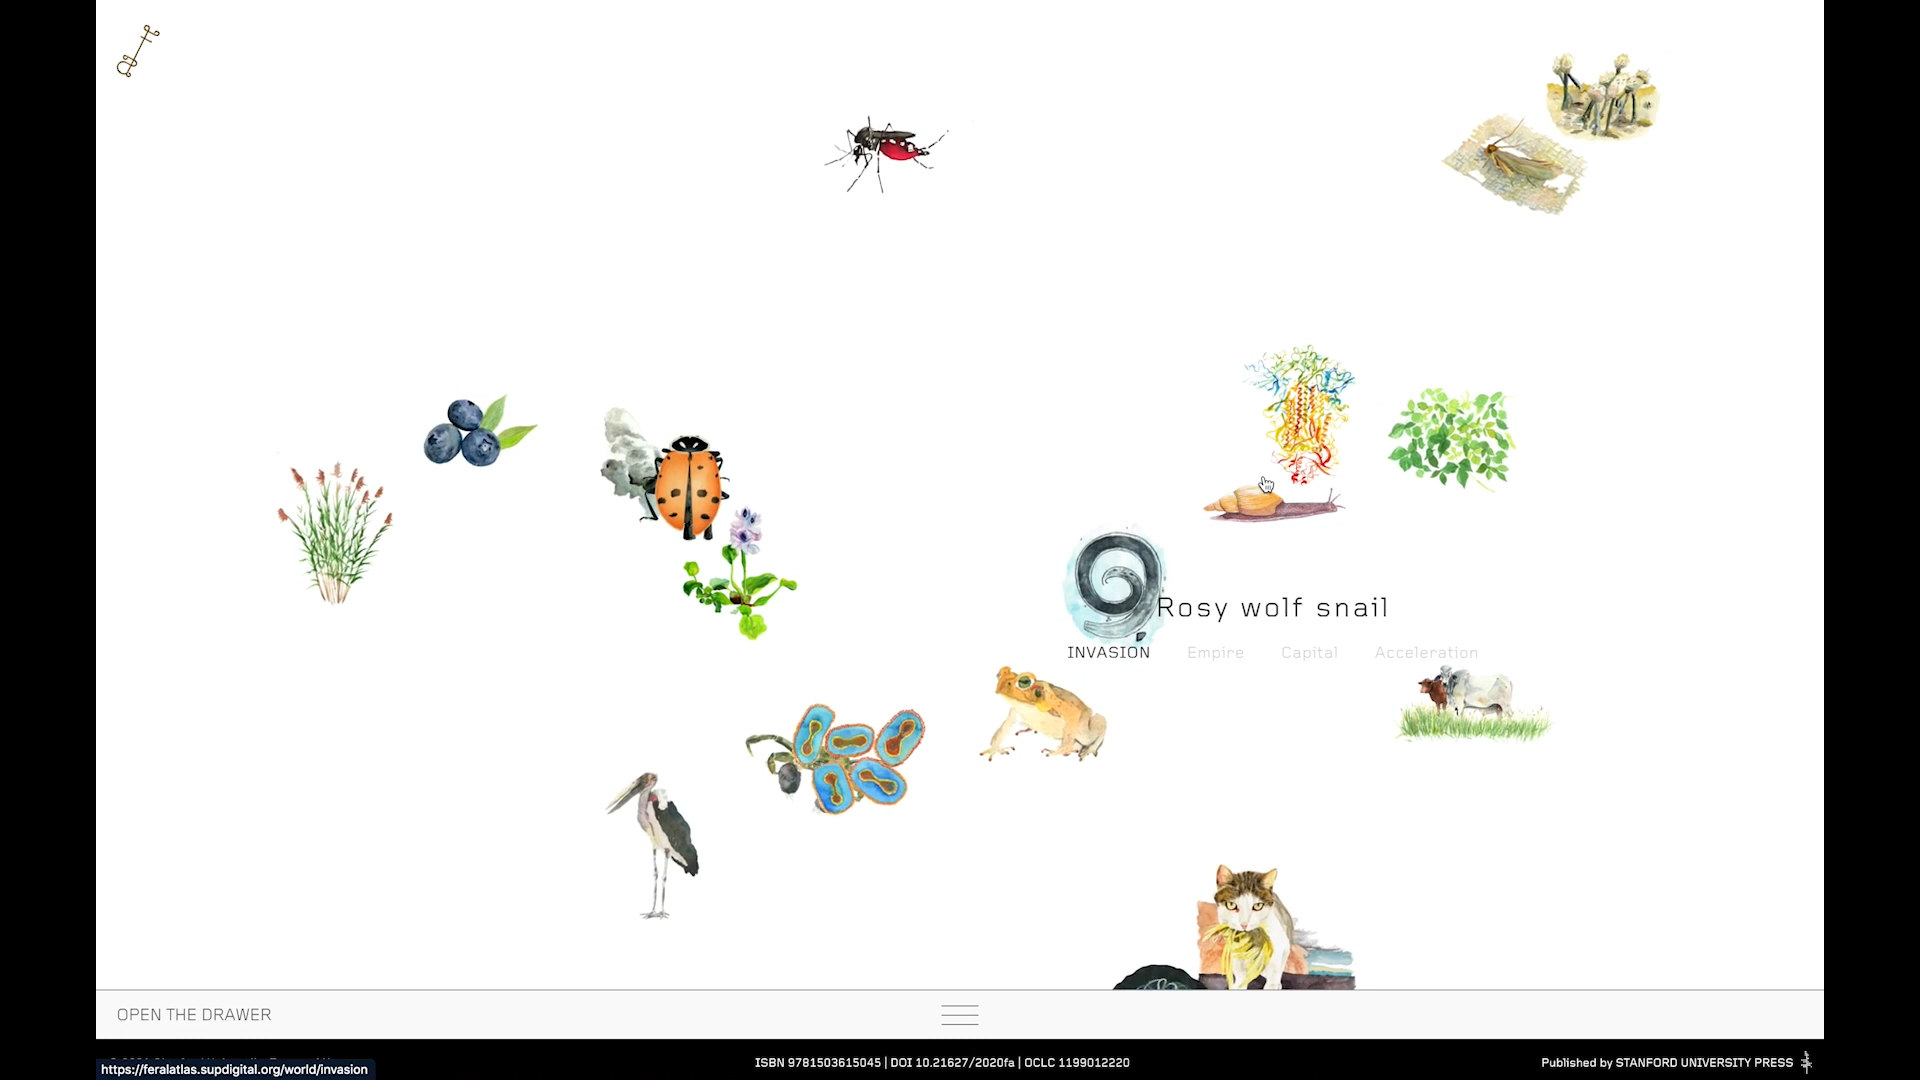 Rosy wolf snail
INVASION Empire Capital Acceleration
OPEN THE DRAWER
https://feralatlas.supdigital.org/world/invasion
ISBN 9781503615045 | DOI 10.21627/2020fa | OCLC 1199012220
Published by STANFORD UNIVERSITY PRESS